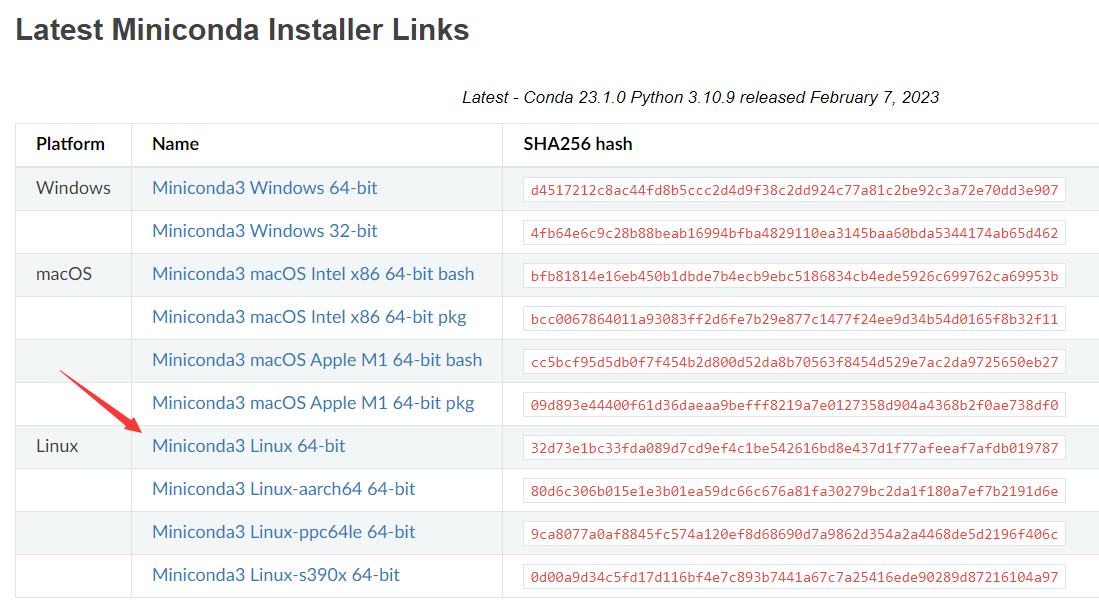 Latest Miniconda Installer Links
Latest - Conda 23.1.0 Python 3.10.9 released February 7, 2023
Platform Name SHA256 hash
Windows Miniconda3 Windows 64-bit d4517212c8ac44fd8b5ccc2d4d9f38c2dd924c77a81c2be92c3a72e70dd3e907
Miniconda3 Windows 32-bit 4fb64e6c9c28b88beab16994bfba4829110ea3145baa60bda5344174ab65d462
macOS Miniconda3 macOS Intel x86 64-bit bash bfb81814e16eb450b1dbde7b4ecb9ebc5186834cb4ede5926c699762ca69953b
Miniconda3 macOS Intel x86 64-bit pkg bcc0067864011a93083ff2d6fe7b29e877c1477f24ee9d34b54d0165f8b32f11
Miniconda3 macOS Apple M1 64-bit bash cc5bcf95d5db0f7f454b2d800d52da8b70563f8454d529e7ac2da9725650eb27
Miniconda3 macOS Apple M1 64-bit pkg 09d893e44400f61d36daeaa9befff8219a7e0127358d904a4368b2f0ae738df0
Linux Miniconda3 Linux 64-bit 32d73e1bc33fda089d7cd9ef4c1be542616bd8e437d1f77afeeaf7afdb019787
Miniconda3 Linux-aarch64 64-bit 80d6c306b015e1e3b01ea59dc66c676a81fa30279bc2da1f180a7ef7b2191d6e
Miniconda3 Linux-ppc64le 64-bit 9ca8077a0af8845fc574a120ef8d68690d7a9862d354a2a4468de5d2196f406c
Miniconda3 Linux-s390x 64-bit 0d00a9d34c5fd17d116bf4e7c893b7441a67c7a25416ede90289d87216104a97